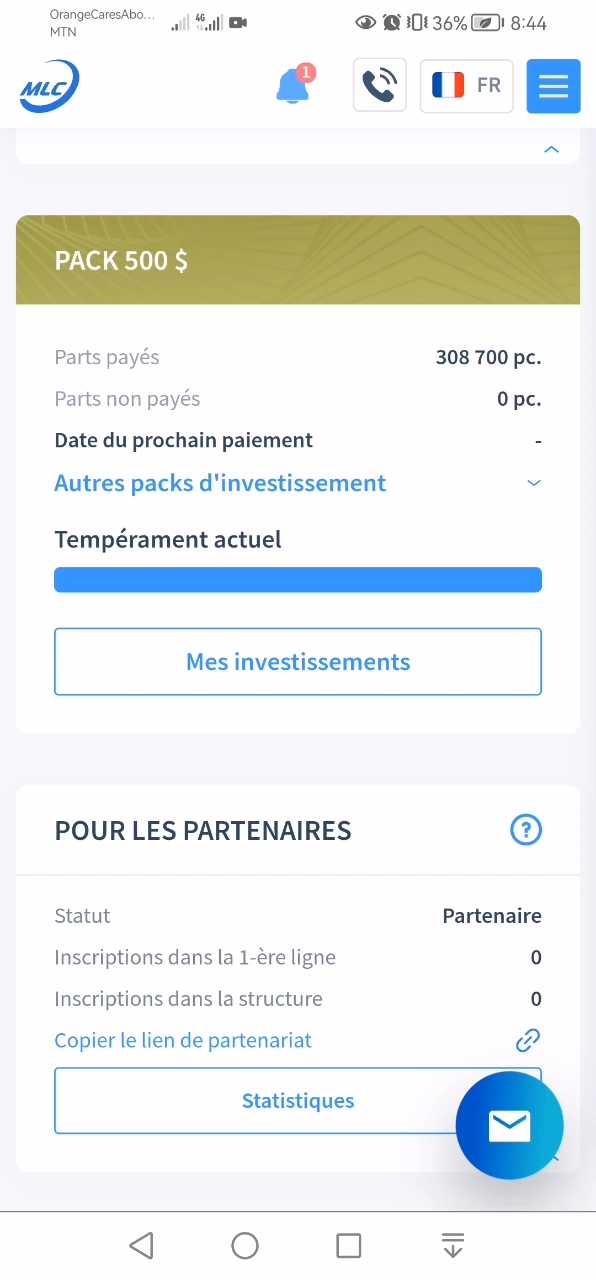 OrangeCaresAbo...
MTN
4G
36%
8:44
MLC
1
FR
PACK 500 $
Parts payés 308 700 pc.
Parts non payés 0 pc.
Date du prochain paiement -
Autres packs d'investissement
Tempérament actuel
Mes investissements
POUR LES PARTENAIRES ?
Statut Partenaire
Inscriptions dans la 1-ère ligne 0
Inscriptions dans la structure 0
Copier le lien de partenariat
Statistiques